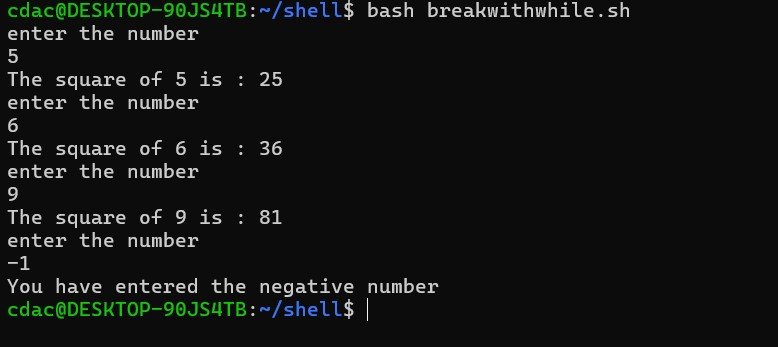 cdac@DESKTOP-90JS4TB:~/shell$ bash breakwithwhile.sh
enter the number
5
The square of 5 is : 25
enter the number
6
The square of 6 is : 36
enter the number
9
The square of 9 is : 81
enter the number
-1
You have entered the negative number
cdac@DESKTOP-90JS4TB:~/shell$